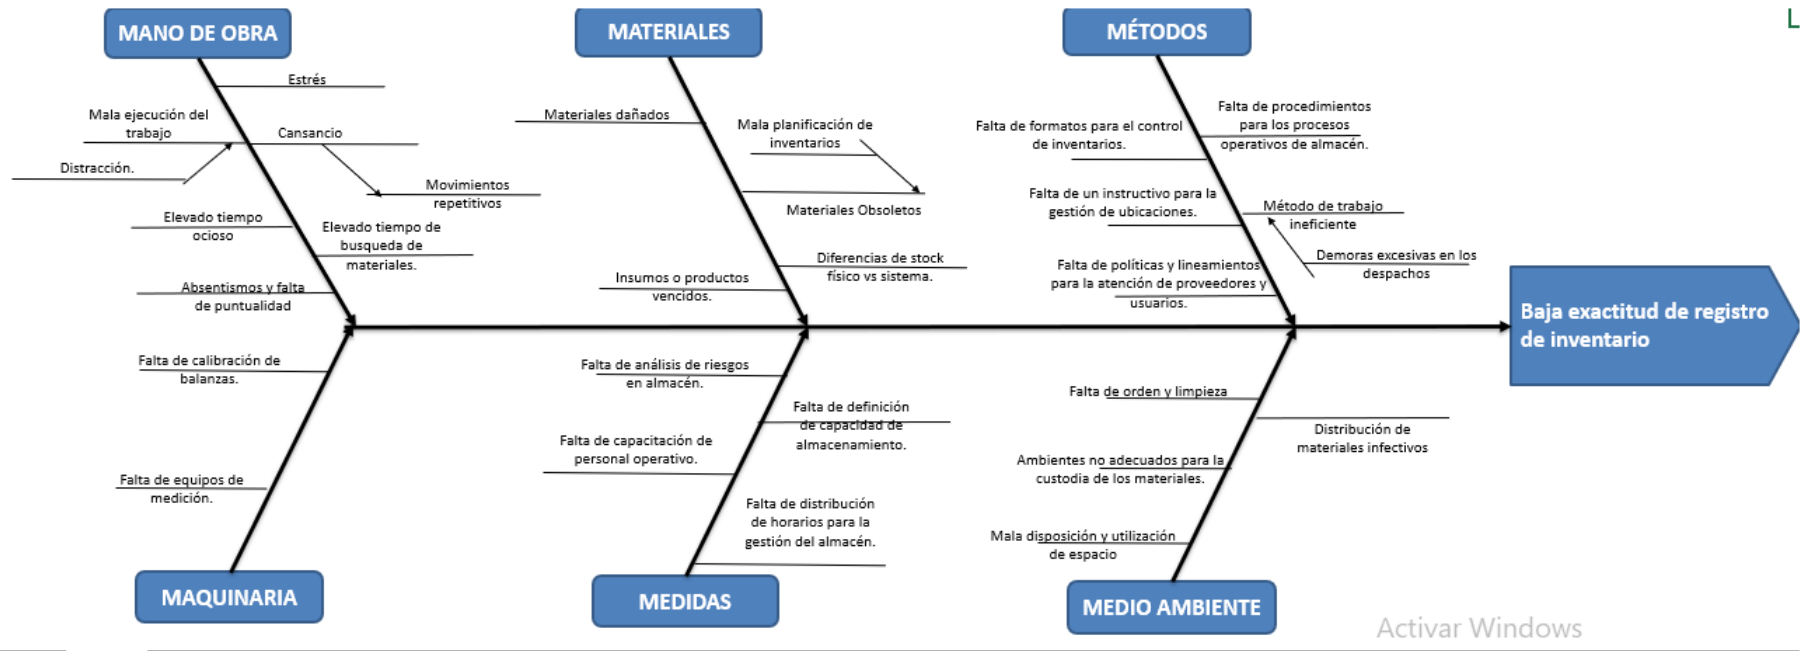 MANO DE OBRA
MATERIALES
MÉTODOS
L
Estrés
Mala ejecución del
trabajo
Cansancio
Distracción.
Movimientos
repetitivos
Elevado tiempo
ocioso
Elevado tiempo de
busqueda de
materiales.
Absentismos y falta
de puntualidad
Materiales dañados
Mala planificación de
inventarios
Materiales Obsoletos
Diferencias de stock
físico vs sistema.
Insumos o productos
vencidos.
Falta de procedimientos
para los procesos
operativos de almacén.
Falta de formatos para el control
de inventarios.
Falta de un instructivo para la
gestión de ubicaciones.
Método de trabajo
ineficiente
Demoras excesivas en los
despachos
Falta de políticas y lineamientos
para la atención de proveedores y
usuarios.
Baja exactitud de registro
de inventario
Falta de calibración de
balanzas.
Falta de equipos de
medición.
Falta de análisis de riesgos
en almacén.
Falta de definición
de capacidad de
almacenamiento.
Falta de capacitación de
personal operativo.
Falta de distribución
de horarios para la
gestión del almacén.
Falta de orden y limpieza
Distribución de
materiales infectivos
Ambientes no adecuados para la
custodia de los materiales.
Mala disposición y utilización
de espacio
MAQUINARIA
MEDIDAS
MEDIO AMBIENTE
Activar Windows